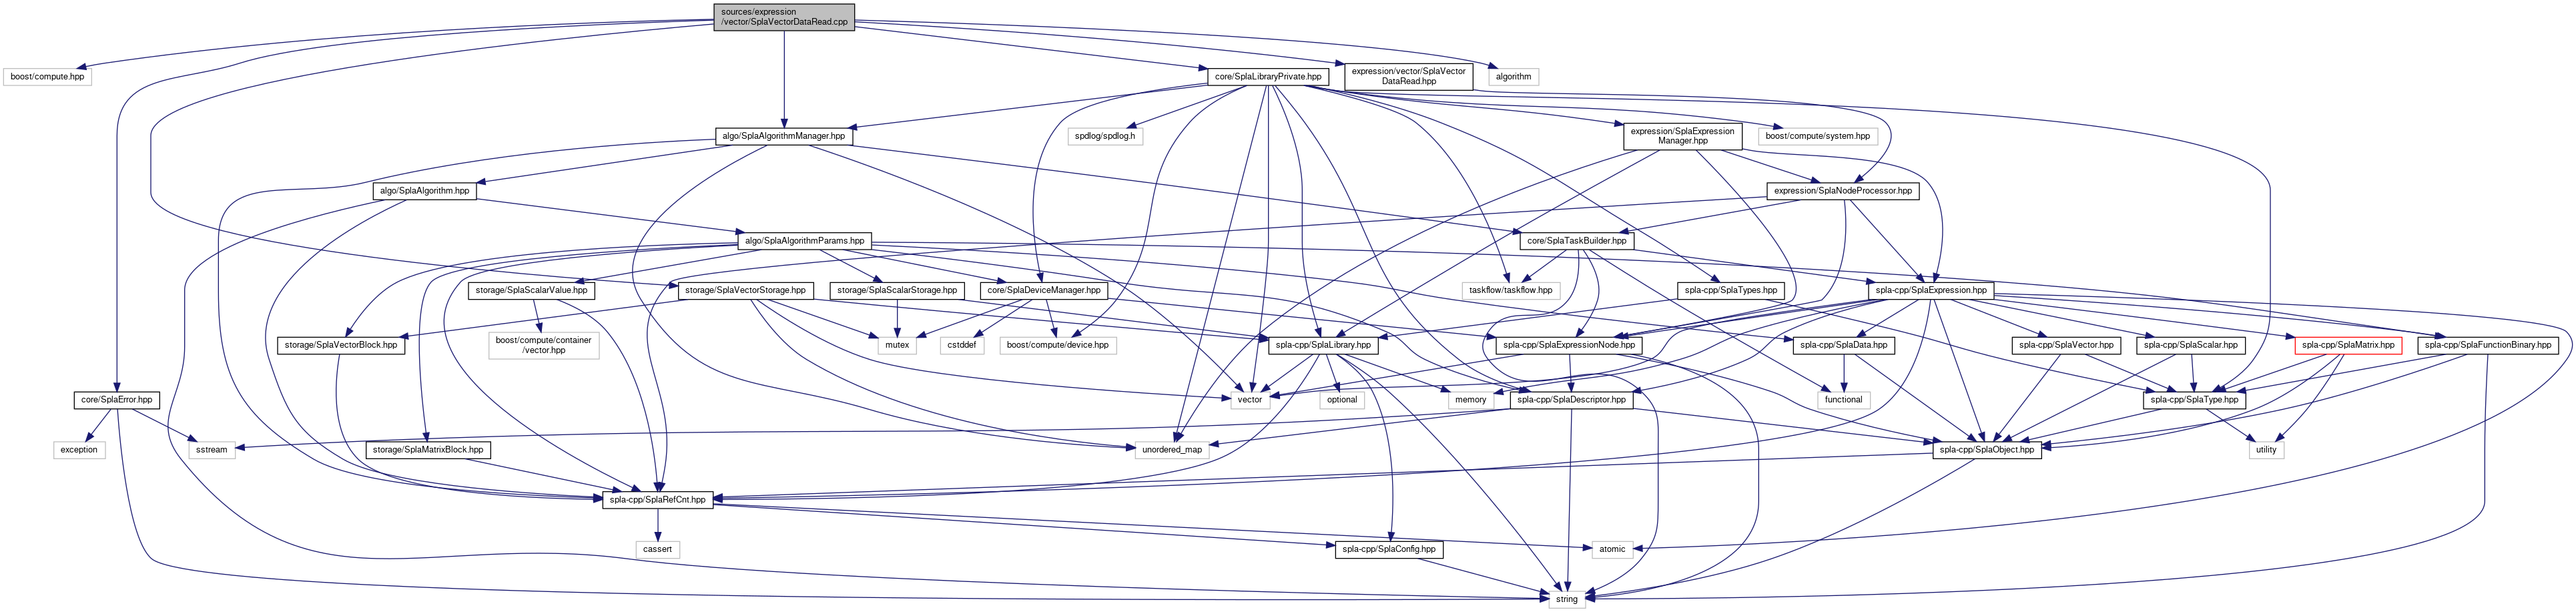 sources/expression
/vector/SplaVectorDataRead.cpp
boost/compute.hpp
core/SplaLibraryPrivate.hpp
expression/vector/SplaVector
DataRead.hpp
algorithm
algo/SplaAlgorithmManager.hpp
spdlog/spdlog.h
expression/SplaExpression
Manager.hpp
boost/compute/system.hpp
algo/SplaAlgorithm.hpp
expression/SplaNodeProcessor.hpp
algo/SplaAlgorithmParams.hpp
core/SplaTaskBuilder.hpp
storage/SplaScalarValue.hpp
storage/SplaVectorStorage.hpp
storage/SplaScalarStorage.hpp
core/SplaDeviceManager.hpp
taskflow/taskflow.hpp
spla-cpp/SplaTypes.hpp
spla-cpp/SplaExpression.hpp
storage/SplaVectorBlock.hpp
boost/compute/container
/vector.hpp
mutex
cstddef
boost/compute/device.hpp
spla-cpp/SplaLibrary.hpp
spla-cpp/SplaExpressionNode.hpp
spla-cpp/SplaData.hpp
spla-cpp/SplaVector.hpp
spla-cpp/SplaScalar.hpp
spla-cpp/SplaMatrix.hpp
spla-cpp/SplaFunctionBinary.hpp
core/SplaError.hpp
vector
optional
memory
spla-cpp/SplaDescriptor.hpp
functional
spla-cpp/SplaType.hpp
exception
sstream
storage/SplaMatrixBlock.hpp
unordered_map
spla-cpp/SplaObject.hpp
utility
spla-cpp/SplaRefCnt.hpp
cassert
spla-cpp/SplaConfig.hpp
atomic
string